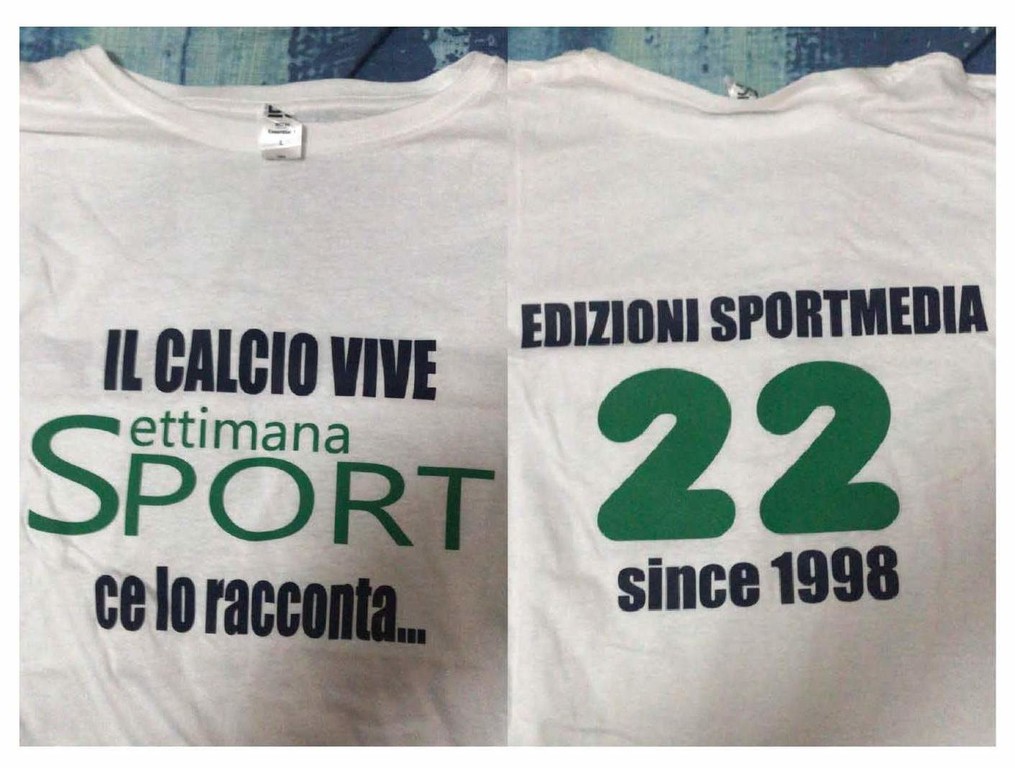 IL CALCIO VIVE
Settimana
SPORT
ce lo racconta...
EDIZIONI SPORTMEDIA
22
since 1998